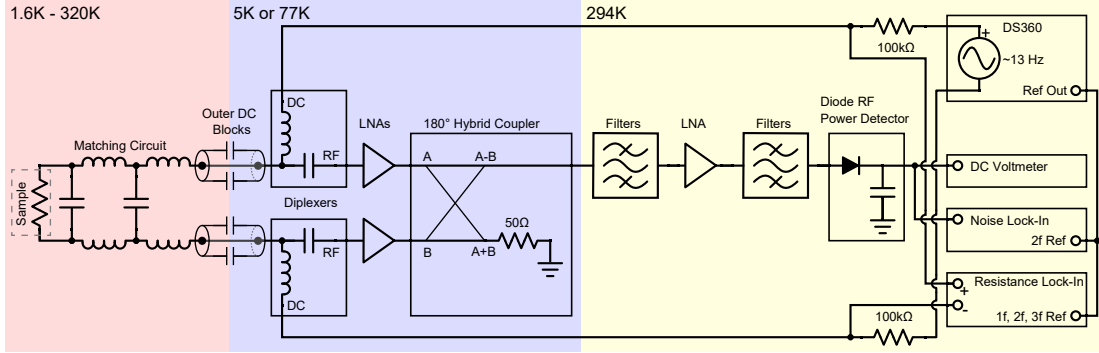 1.6K - 320K
5K or 77K
294K
DS360
+
~13 Hz
Ref Out
100kΩ
Outer DC
Blocks
DC
RF
LNAs
180° Hybrid Coupler
A
A-B
Filters
LNA
Filters
Diode RF
Power Detector
Matching Circuit
Sample
DC Voltmeter
Diplexers
50Ω
Noise Lock-In
2f Ref
RF
B
A+B
DC
Resistance Lock-In
+
-
1f, 2f, 3f Ref
100kΩ